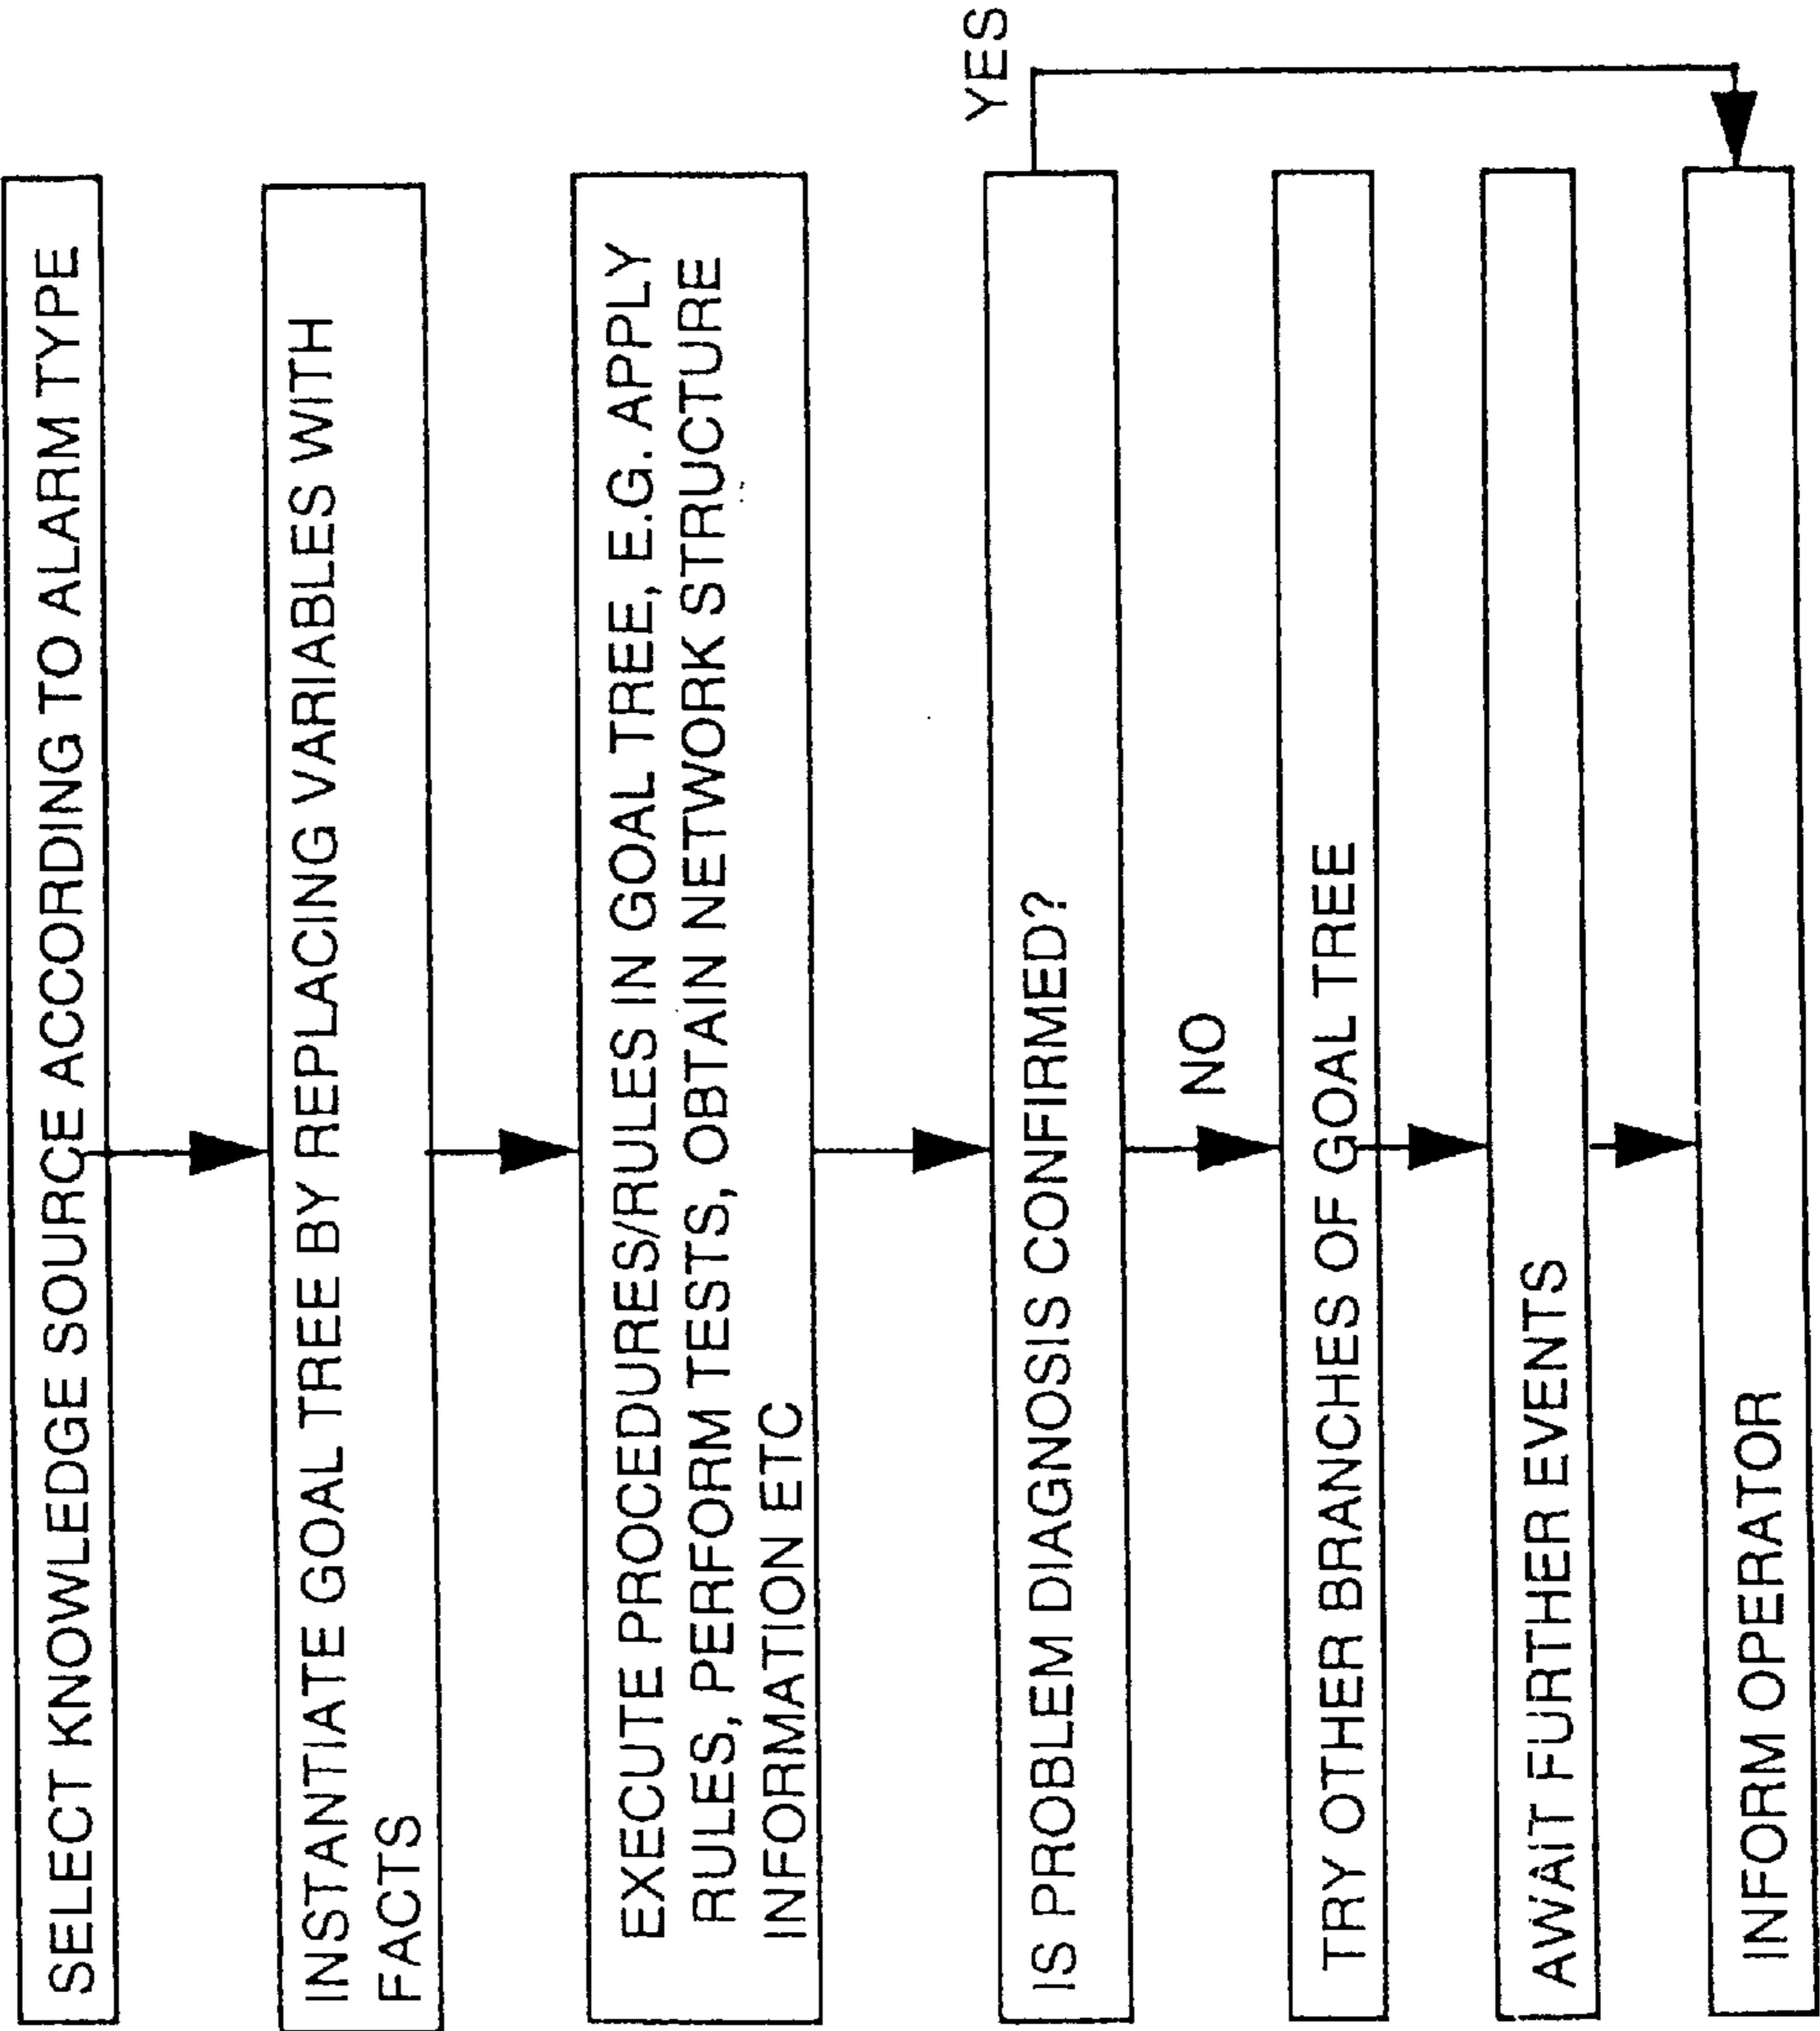 SELECT KNOWLEDGE SOURCE ACCORDING TO ALARM TYPE
INSTANTIATE GOAL TREE BY REPLACING VARIABLES WITH
FACTS
EXECUTE PROCEDURES/RULES IN GOAL TREE, E.G. APPLY
RULES, PERFORM TESTS, OBTAIN NETWORK STRUCTURE
INFORMATION ETC
IS PROBLEM DIAGNOSIS CONFIRMED?
YES
NO
TRY OTHER BRANCHES OF GOAL TREE
AWAIT FURTHER EVENTS
INFORM OPERATOR